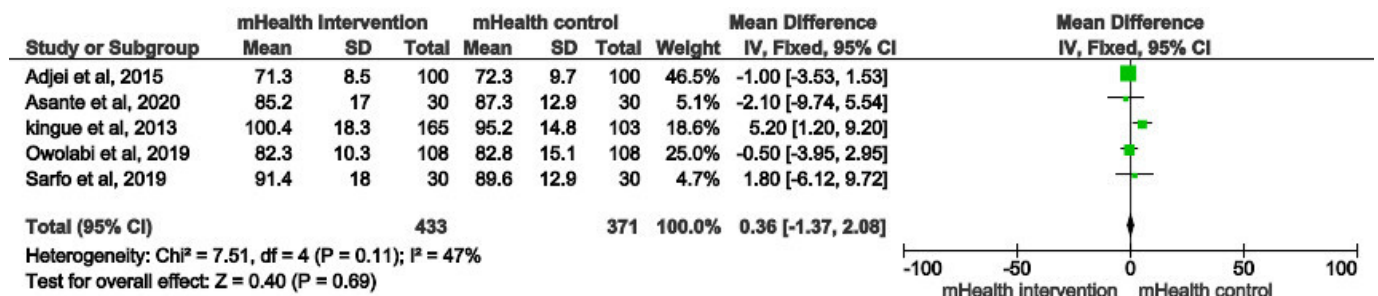 mHealth Intervention mHealth control Mean Difference Mean Difference
Study or Subgroup Mean SD Total Mean SD Total Weight IV, Fixed, 95% CI IV, Fixed, 95% CI
Adjei et al, 2015 71.3 8.5 100 72.3 9.7 100 46.5% -1.00 [-3.53, 1.53]
Asante et al, 2020 85.2 17 30 87.3 12.9 30 5.1% -2.10 [-9.74, 5.54]
kingue et al, 2013 100.4 18.3 165 95.2 14.8 103 18.6% 5.20 [1.20, 9.20]
Owolabi et al, 2019 82.3 10.3 108 82.8 15.1 108 25.0% -0.50 [-3.95, 2.95]
Sarfo et al, 2019 91.4 18 30 89.6 12.9 30 4.7% 1.80 [-6.12, 9.72]
Total (95% CI) 433 371 100.0% 0.36 [-1.37, 2.08]
Heterogeneity: Chi² = 7.51, df = 4 (P = 0.11); I² = 47%
Test for overall effect: Z = 0.40 (P = 0.69)
-100 -50 0 50 100
mHealth intervention mHealth control